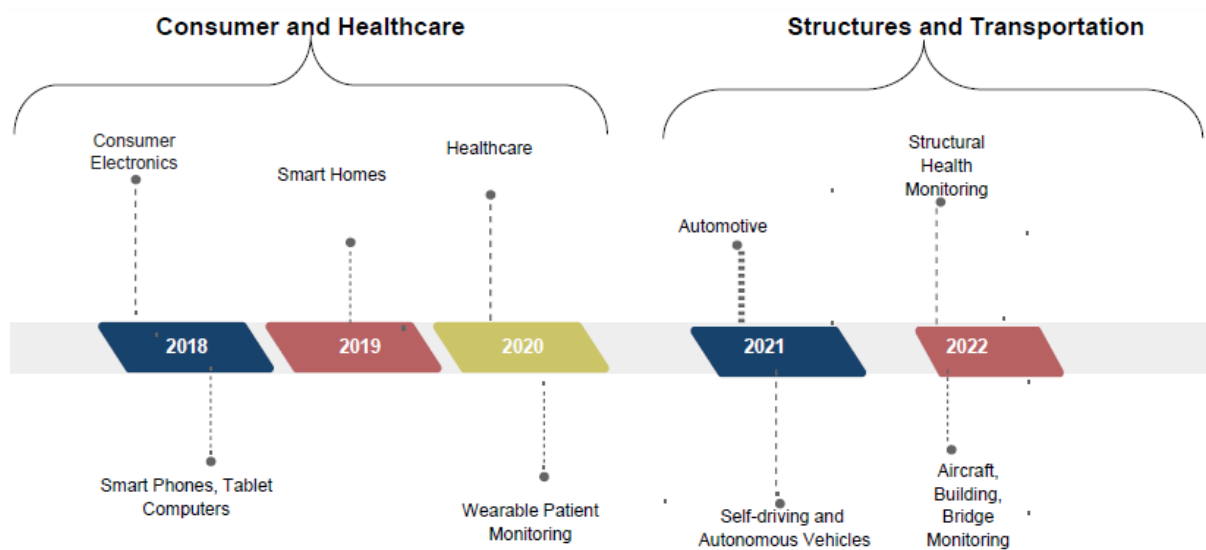 Consumer and Healthcare
Structures and Transportation
Consumer
Electronics
Smart Homes
Healthcare
Automotive
Structural
Health
Monitoring
2018
2019
2020
2021
2022
Smart Phones, Tablet
Computers
Wearable Patient
Monitoring
Self-driving and
Autonomous Vehicles
Aircraft,
Building,
Bridge
Monitoring